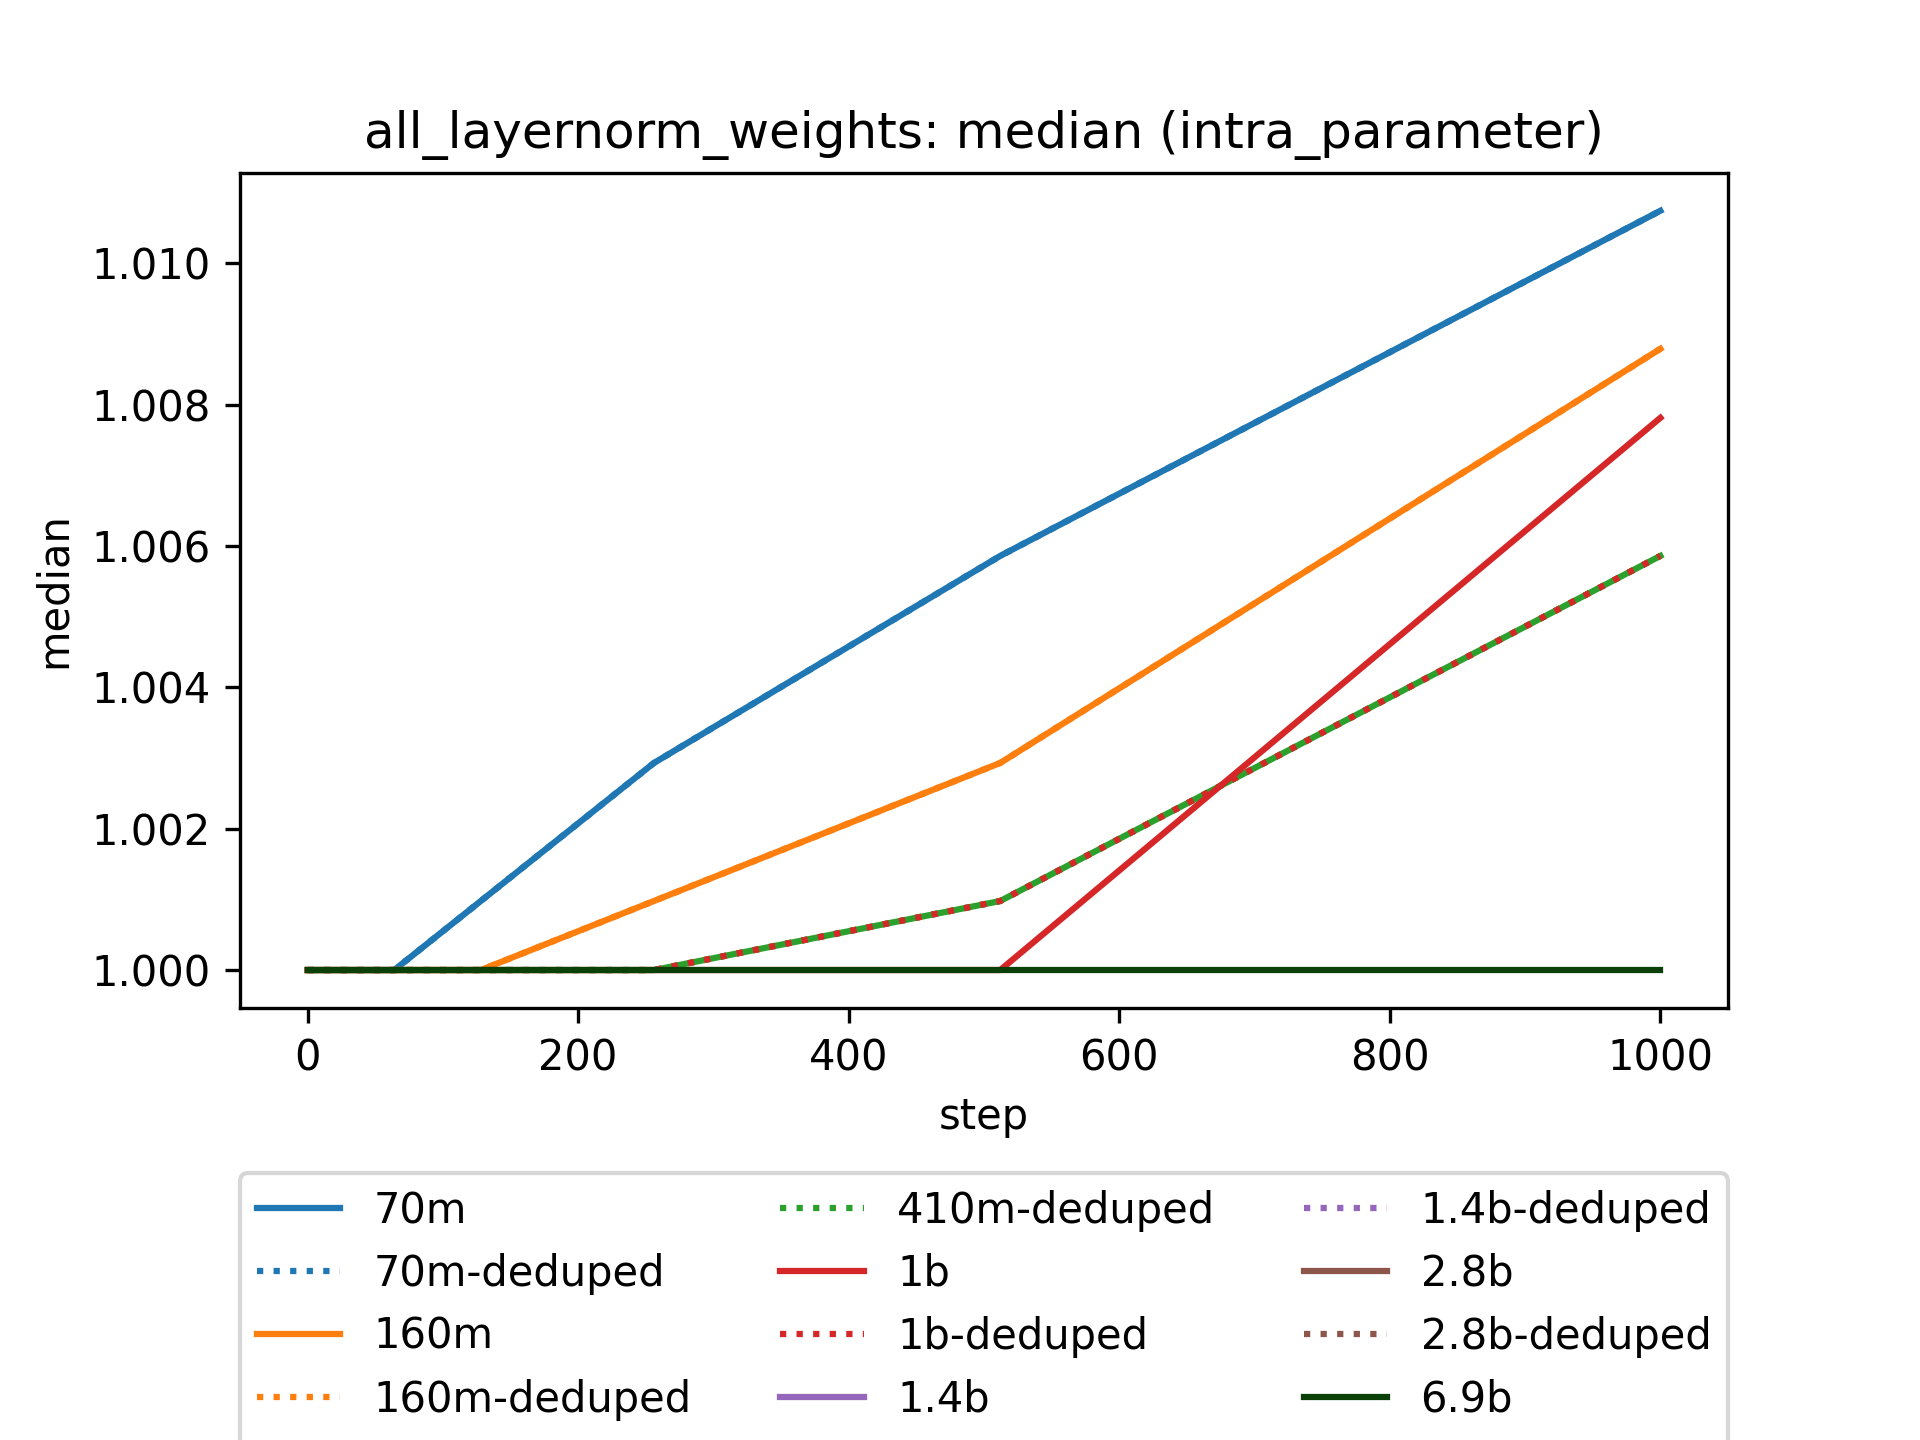 all_layernorm_weights: median (intra_parameter)
1.010
1.008
1.006
1.004
1.002
1.000
median
0 200 400 600 800 1000
step
70m 410m-deduped 1.4b-deduped
70m-deduped 1b 2.8b
160m 1b-deduped 2.8b-deduped
160m-deduped 1.4b 6.9b